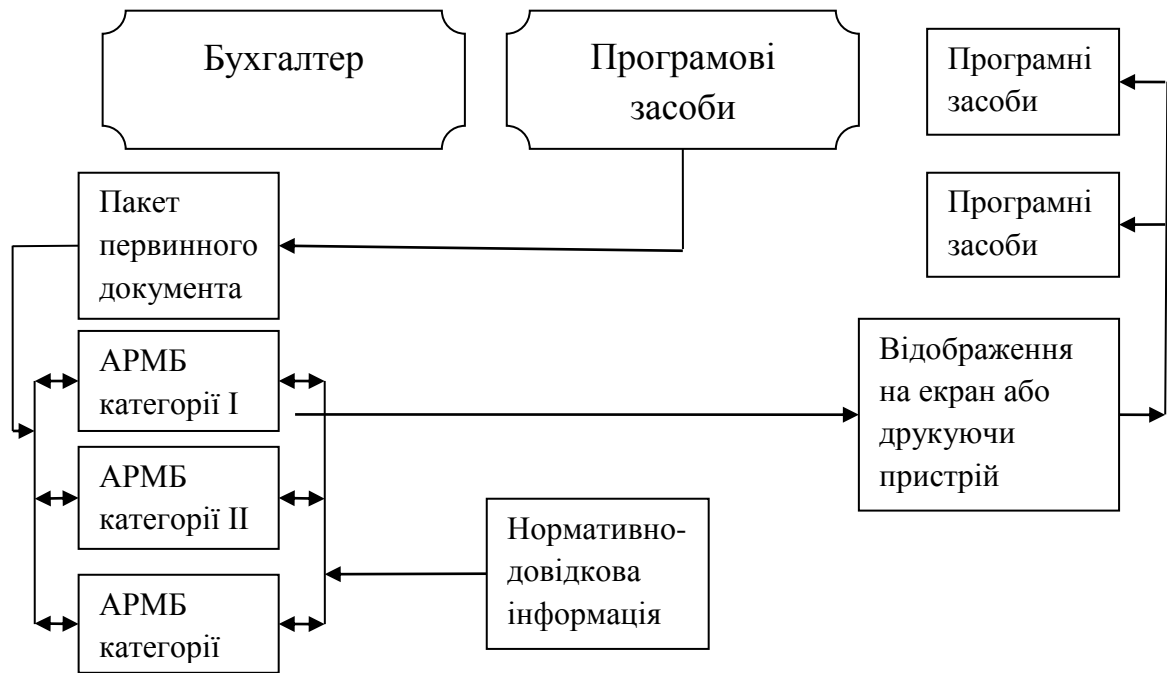 Бухгалтер
Програмові
засоби
Програмні
засоби
Пакет
первинного
документа
Програмні
засоби
АРМБ
категорії І
Відображення
на екран або
друкуючи
пристрій
АРМБ
категорії ІІ
Нормативно-
довідкова
інформація
АРМБ
категорії